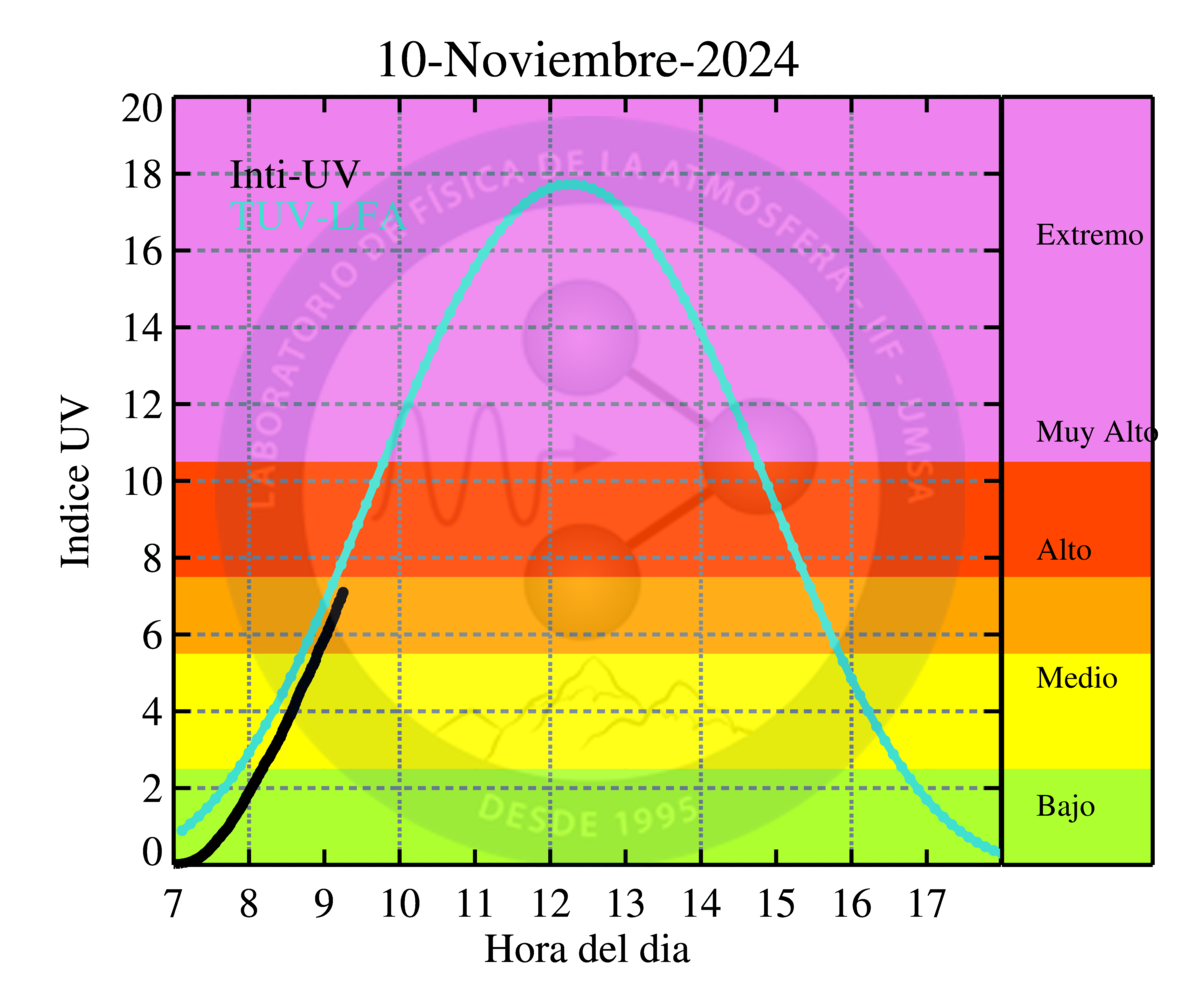 10-Noviembre-2024
Indice UV
20
18
16
14
12
10
8
6
4
2
0
Inti-UV
TUV-LFA
LABORATORIO DE FÍSICA DE LA ATMÓSFERA - IIF - UMSA
DESDE 1995
Extremo
Muy Alto
Alto
Medio
Bajo
7 8 9 10 11 12 13 14 15 16 17
Hora del dia